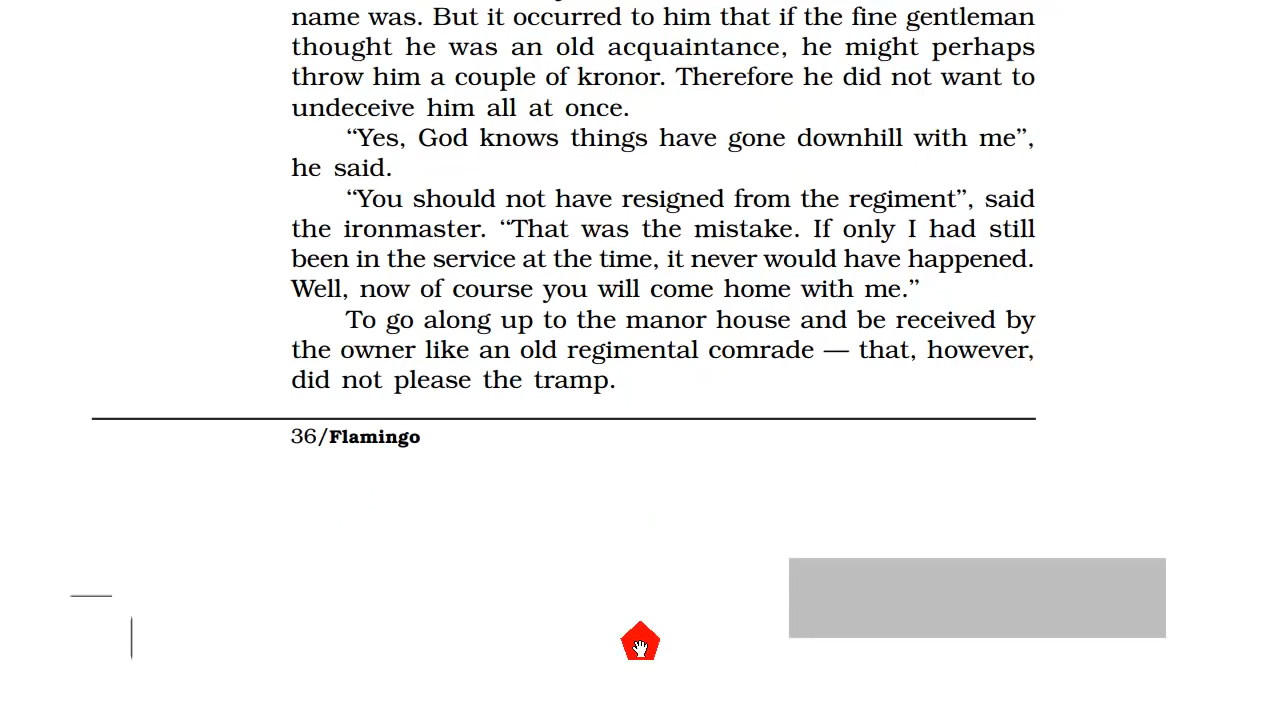 name was. But it occurred to him that if the fine gentleman
thought he was an old acquaintance, he might perhaps
throw him a couple of kronor. Therefore he did not want to
undeceive him all at once.
“Yes, God knows things have gone downhill with me”,
he said.
“You should not have resigned from the regiment”, said
the ironmaster. “That was the mistake. If only I had still
been in the service at the time, it never would have happened.
Well, now of course you will come home with me.”
To go along up to the manor house and be received by
the owner like an old regimental comrade — that, however,
did not please the tramp.
36/Flamingo